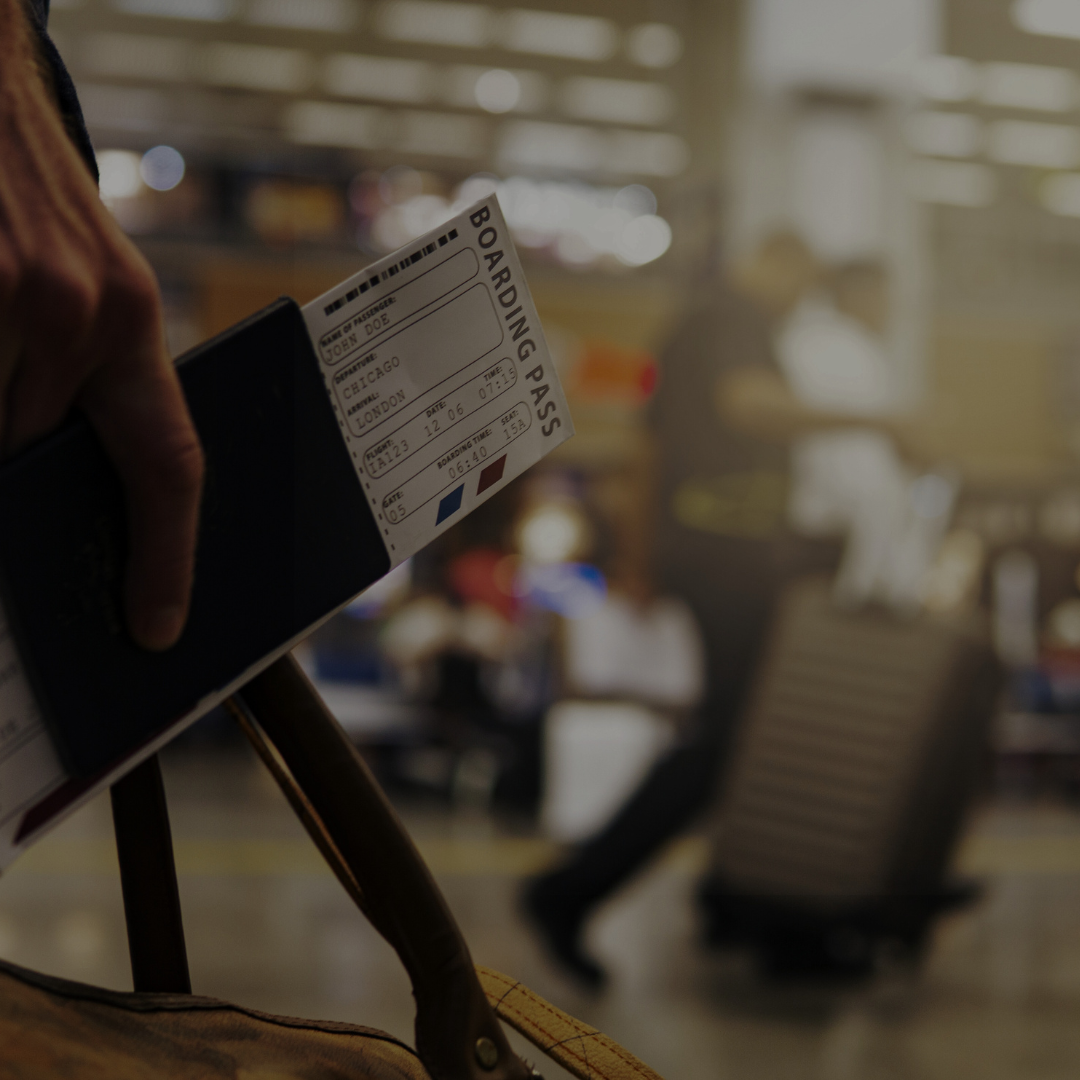 BOARDING PASS
NAME OF PASSENGER:
JOHN DOE
DEPARTURE:
CHICAGO
ARRIVAL:
LONDON
FLIGHT: DATE: TIME:
IA123 12 06 07:15
GATE: BOARDING TIME: SEAT:
05 06:40 15A